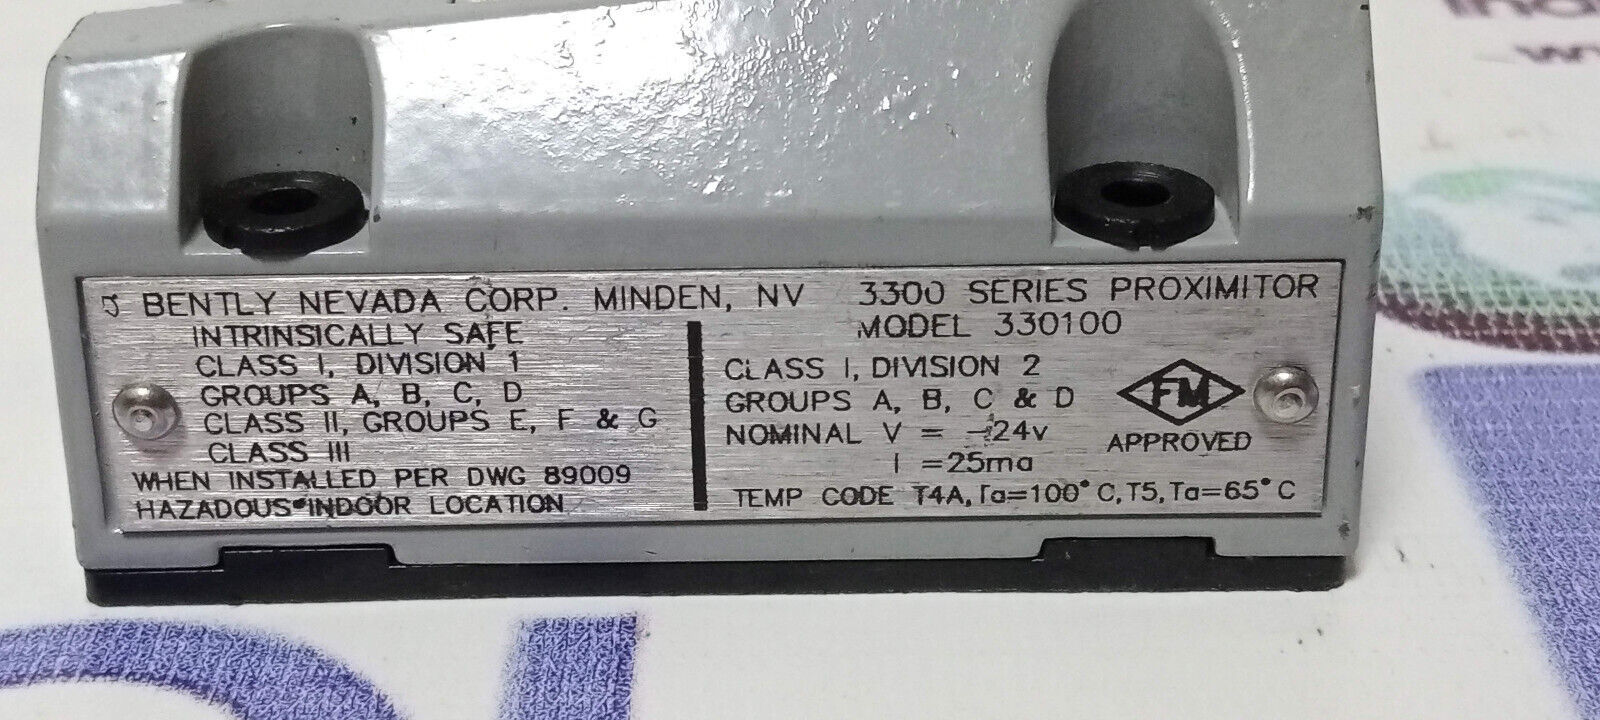 BENTLY NEVADA CORP. MINDEN, NV 3300 SERIES PROXIMITOR
MODEL 330100
INTRINSICALLY SAFE
CLASS I, DIVISION 1
GROUPS A, B, C, D
CLASS II, GROUPS E, F & G
CLASS III
WHEN INSTALLED PER DWG 89009
HAZADOUS INDOOR LOCATION
CLASS I, DIVISION 2
GROUPS A, B, C & D
NOMINAL V = -24v
I =25ma
TEMP CODE T4A, Ta=100°C, T5, Ta=65°C
FM
APPROVED